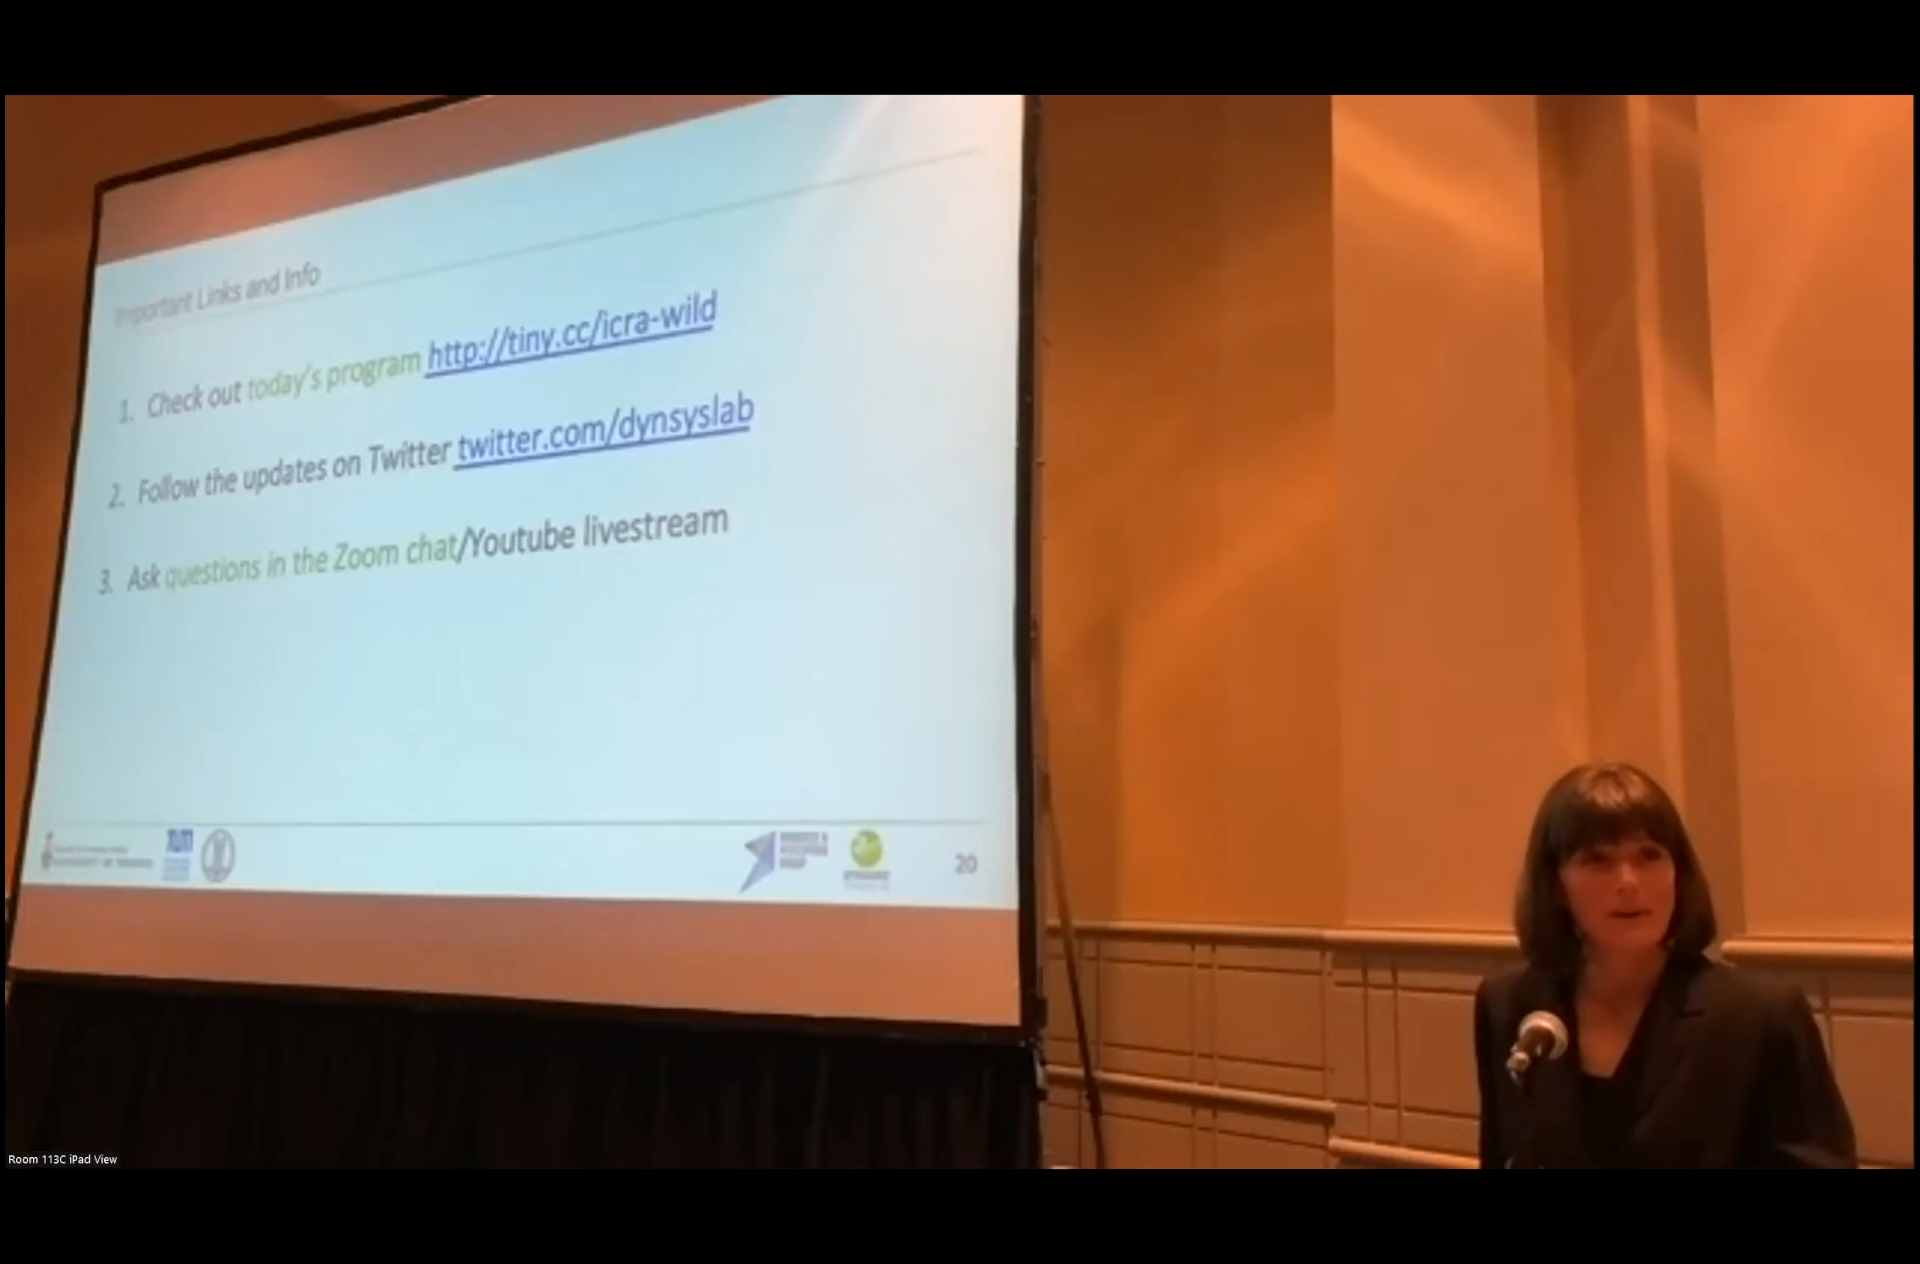 Important Links and Info
1. Check out today's program http://tiny.cc/icra-wild
2. Follow the updates on Twitter twitter.com/dynsyslab
3. Ask questions in the Zoom chat/Youtube livestream
TUM
20
Room 113C iPad View